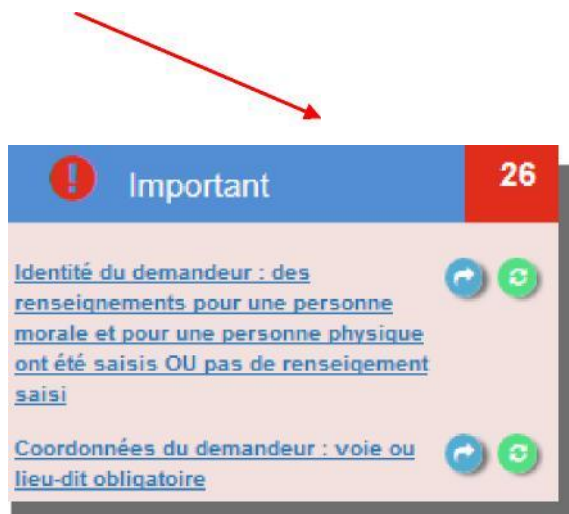 Important
26
Identité du demandeur : des
renseignements pour une personne
morale et pour une personne physique
ont été saisis OU pas de renseigement
saisi
Coordonnées du demandeur : voie ou
lieu-dit obligatoire